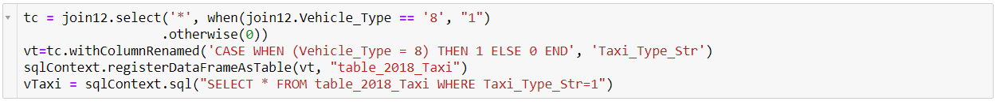 tc = join12.select('*', when(join12.Vehicle_Type == '8', "1")
.otherwise(0))
vt=tc.withColumnRenamed('CASE WHEN (Vehicle_Type = 8) THEN 1 ELSE 0 END', 'Taxi_Type_Str')
sqlContext.registerDataFrameAsTable(vt, "table_2018_Taxi")
vTaxi = sqlContext.sql("SELECT * FROM table_2018_Taxi WHERE Taxi_Type_Str=1")